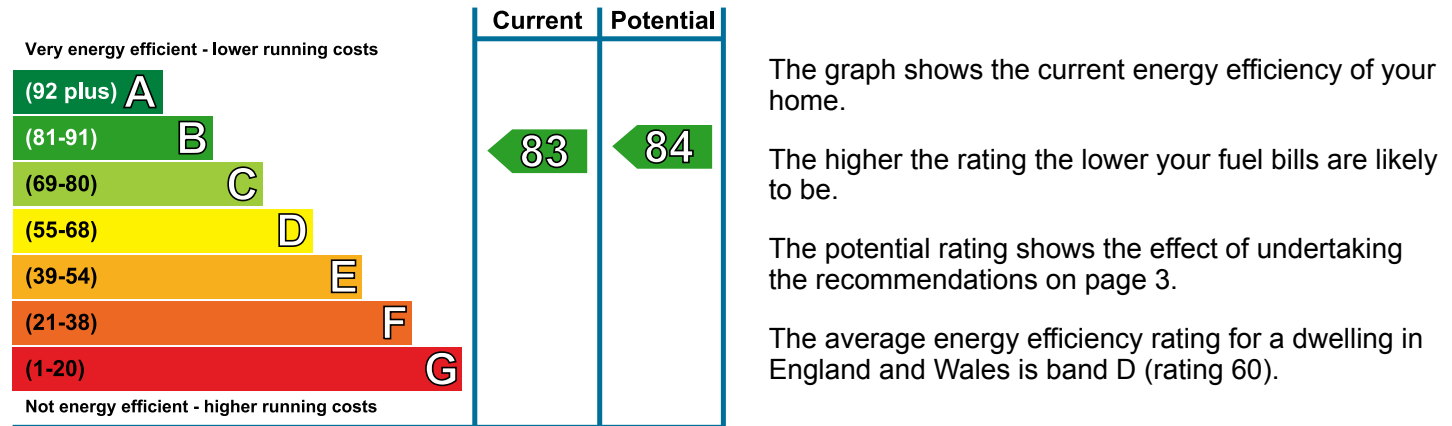 Current Potential
Very energy efficient - lower running costs
(92 plus) A
(81-91) B
83 84
(69-80) C
(55-68) D
(39-54) E
(21-38) F
(1-20) G
Not energy efficient - higher running costs
The graph shows the current energy efficiency of your
home.
The higher the rating the lower your fuel bills are likely
to be.
The potential rating shows the effect of undertaking
the recommendations on page 3.
The average energy efficiency rating for a dwelling in
England and Wales is band D (rating 60).